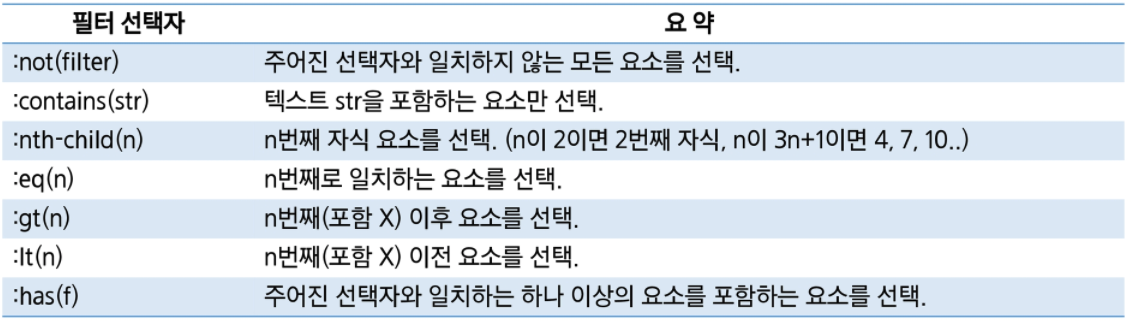 필터 선택자 요 약
:not(filter) 주어진 선택자와 일치하지 않는 모든 요소를 선택.
:contains(str) 텍스트 str을 포함하는 요소만 선택.
:nth-child(n) n번째 자식 요소를 선택. (n이 2이면 2번째 자식, n이 3n+1이면 4, 7, 10..)
:eq(n) n번째로 일치하는 요소를 선택.
:gt(n) n번째(포함 X) 이후 요소를 선택.
:lt(n) n번째(포함 X) 이전 요소를 선택.
:has(f) 주어진 선택자와 일치하는 하나 이상의 요소를 포함하는 요소를 선택.